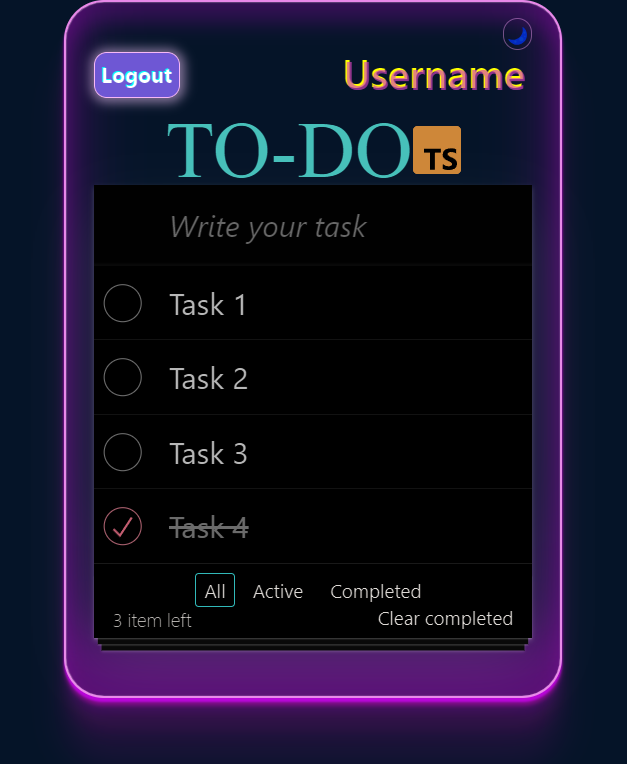 Logout
Username
TO-DO TS
Write your task
Task 1
Task 2
Task 3
Task 4
All Active Completed
3 item left
Clear completed